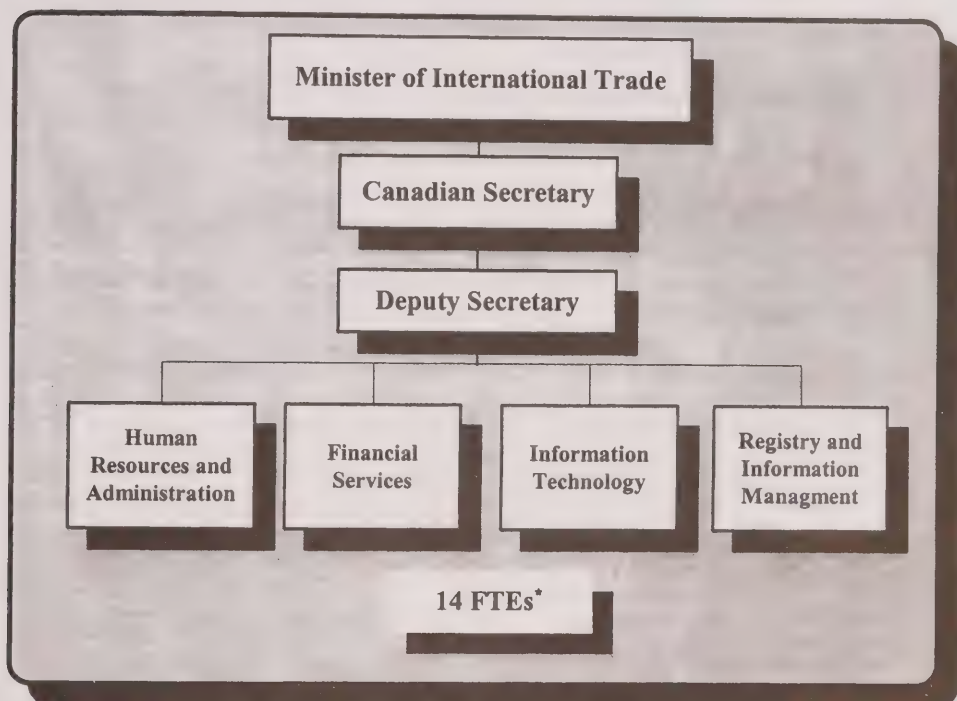 Minister of International Trade
Canadian Secretary
Deputy Secretary
Human
Resources and
Administration
Financial
Services
Information
Technology
Registry and
Information
Managment
14 FTEs*